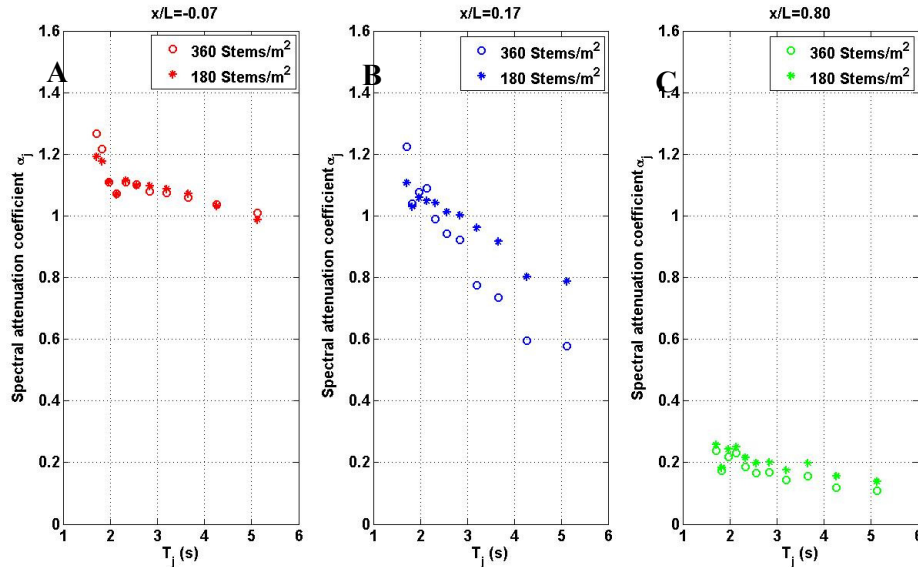 x/L=-0.07
A
360 Stems/m²
180 Stems/m²
1.6
1.4
1.2
1
0.8
0.6
0.4
0.2
0
Spectral attenuation coefficient αj
1 2 3 4 5 6
Tj (s)
x/L=0.17
B
360 Stems/m²
180 Stems/m²
1.6
1.4
1.2
1
0.8
0.6
0.4
0.2
0
Spectral attenuation coefficient αj
1 2 3 4 5 6
Tj (s)
x/L=0.80
C
360 Stems/m²
180 Stems/m²
1.6
1.4
1.2
1
0.8
0.6
0.4
0.2
0
Spectral attenuation coefficient αj
1 2 3 4 5 6
Tj (s)